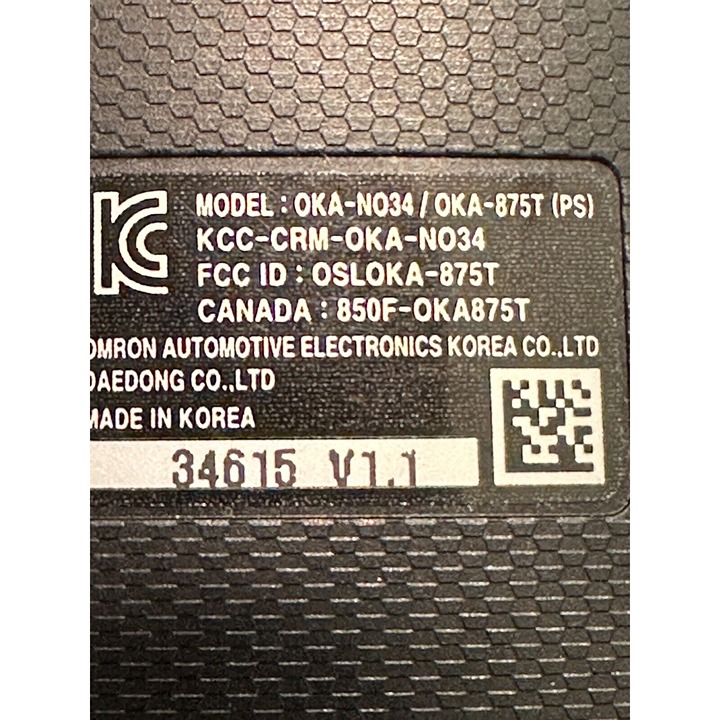 KC
MODEL : OKA-NO34 / OKA-875T (PS)
KCC-CRM-OKA-NO34
FCC ID : OSLOKA-875T
CANADA : 850F-OKA875T
OMRON AUTOMOTIVE ELECTRONICS KOREA CO.,LTD
DAEDONG CO.,LTD
MADE IN KOREA
34615 V1.1